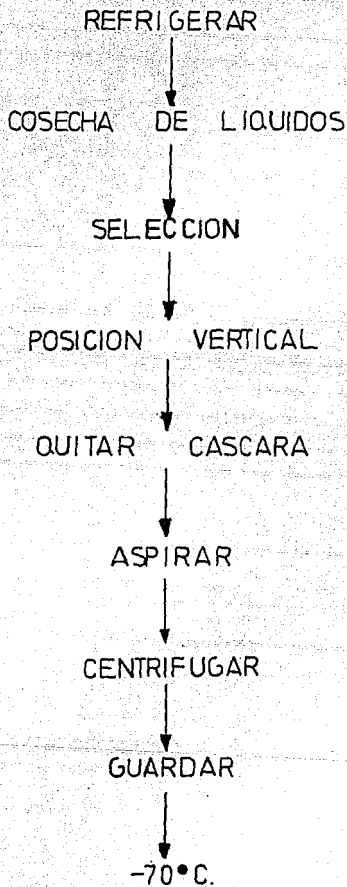 REFRIGERAR
COSECHA DE LIQUIDOS
SELECCION
POSICION VERTICAL
QUITAR CASCARA
ASPIRAR
CENTRIFUGAR
GUARDAR
-70°C.